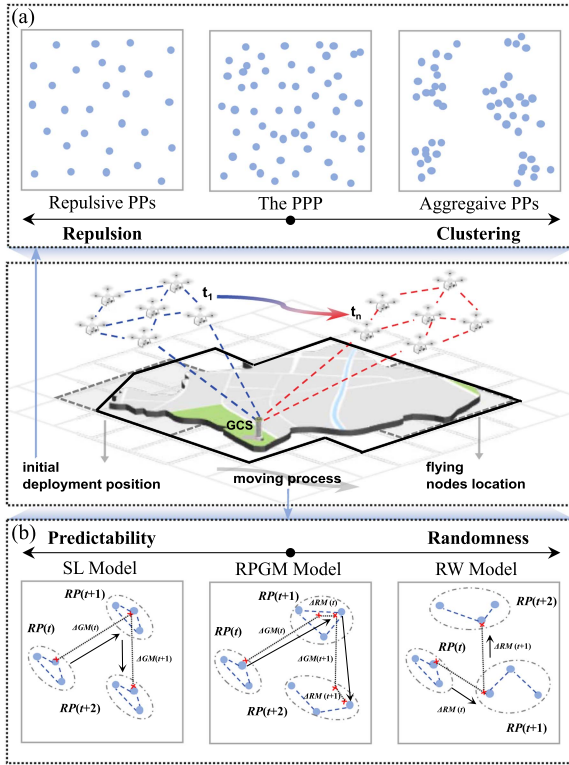 (a)
Repulsive PPs The PPP Aggregaive PPs
Repulsion Clustering
t1 tn
GCS
initial
deployment position
moving process
flying
nodes location
(b)
Predictability Randomness
SL Model RPGM Model RW Model
RP(t+1)
RP(t)
ΔGM(t)
ΔGM(t+1)
RP(t+2)
RP(t+1)
ΔRM(t)
RP(t)
ΔGM(t)
ΔGM(t+1)
RP(t+2)
ΔRM(t+1)
RP(t+2)
RP(t)
ΔRM(t+1)
ΔRM(t)
RP(t+1)